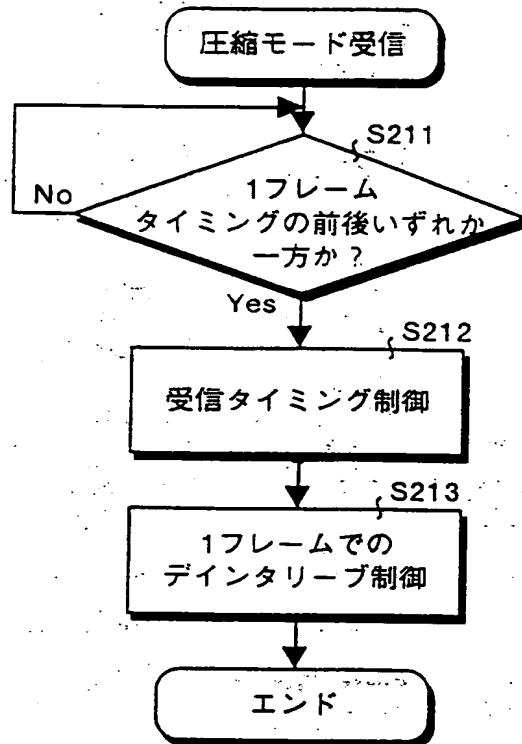 圧縮モード受信
S211
No
1フレーム
タイミングの前後いずれか
一方か?
Yes
S212
受信タイミング制御
S213
1フレームでの
デインタリーブ制御
エンド